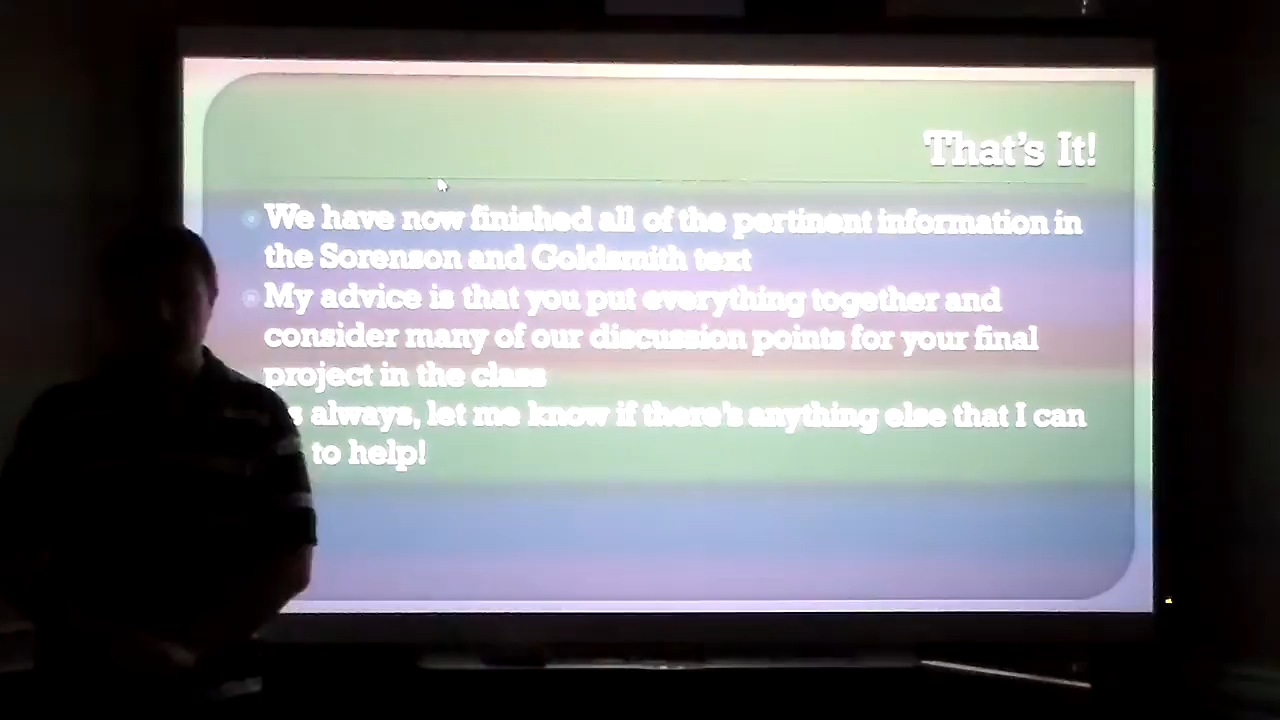 That's It!
We have now finished all of the pertinent information in
the Sorenson and Goldsmith text
My advice is that you put everything together and
consider many of our discussion points for your final
project in the class
s always, let me know if there's anything else that I can
to help!